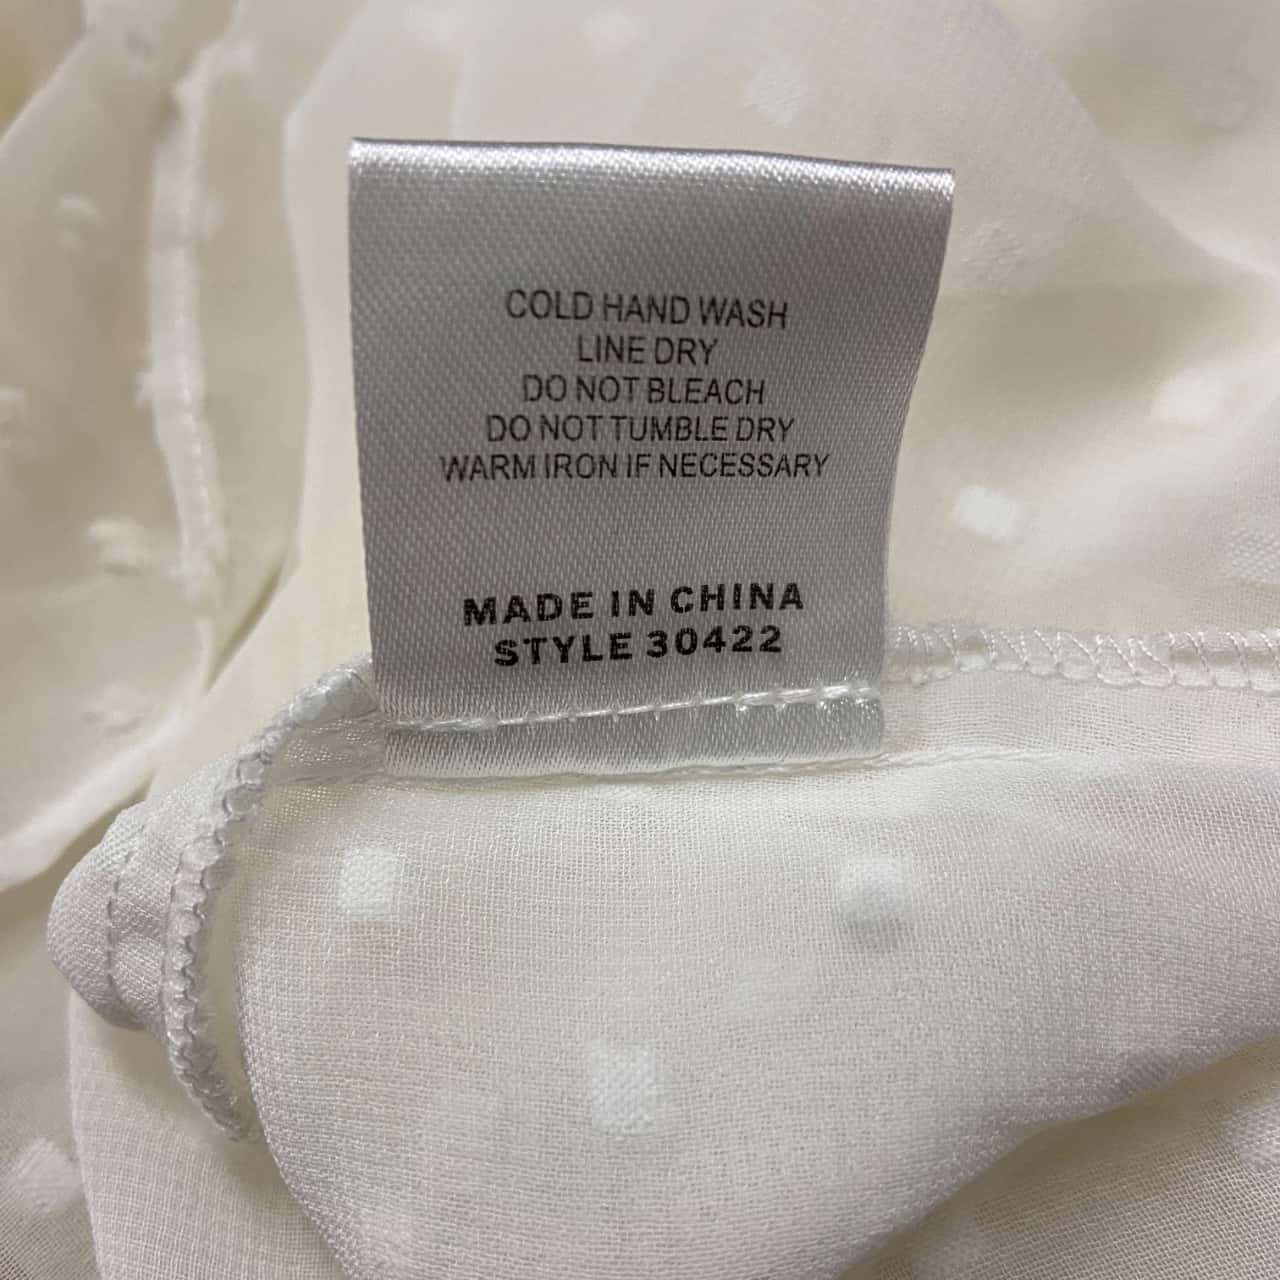 COLD HAND WASH
LINE DRY
DO NOT BLEACH
DO NOT TUMBLE DRY
WARM IRON IF NECESSARY
MADE IN CHINA
STYLE 30422